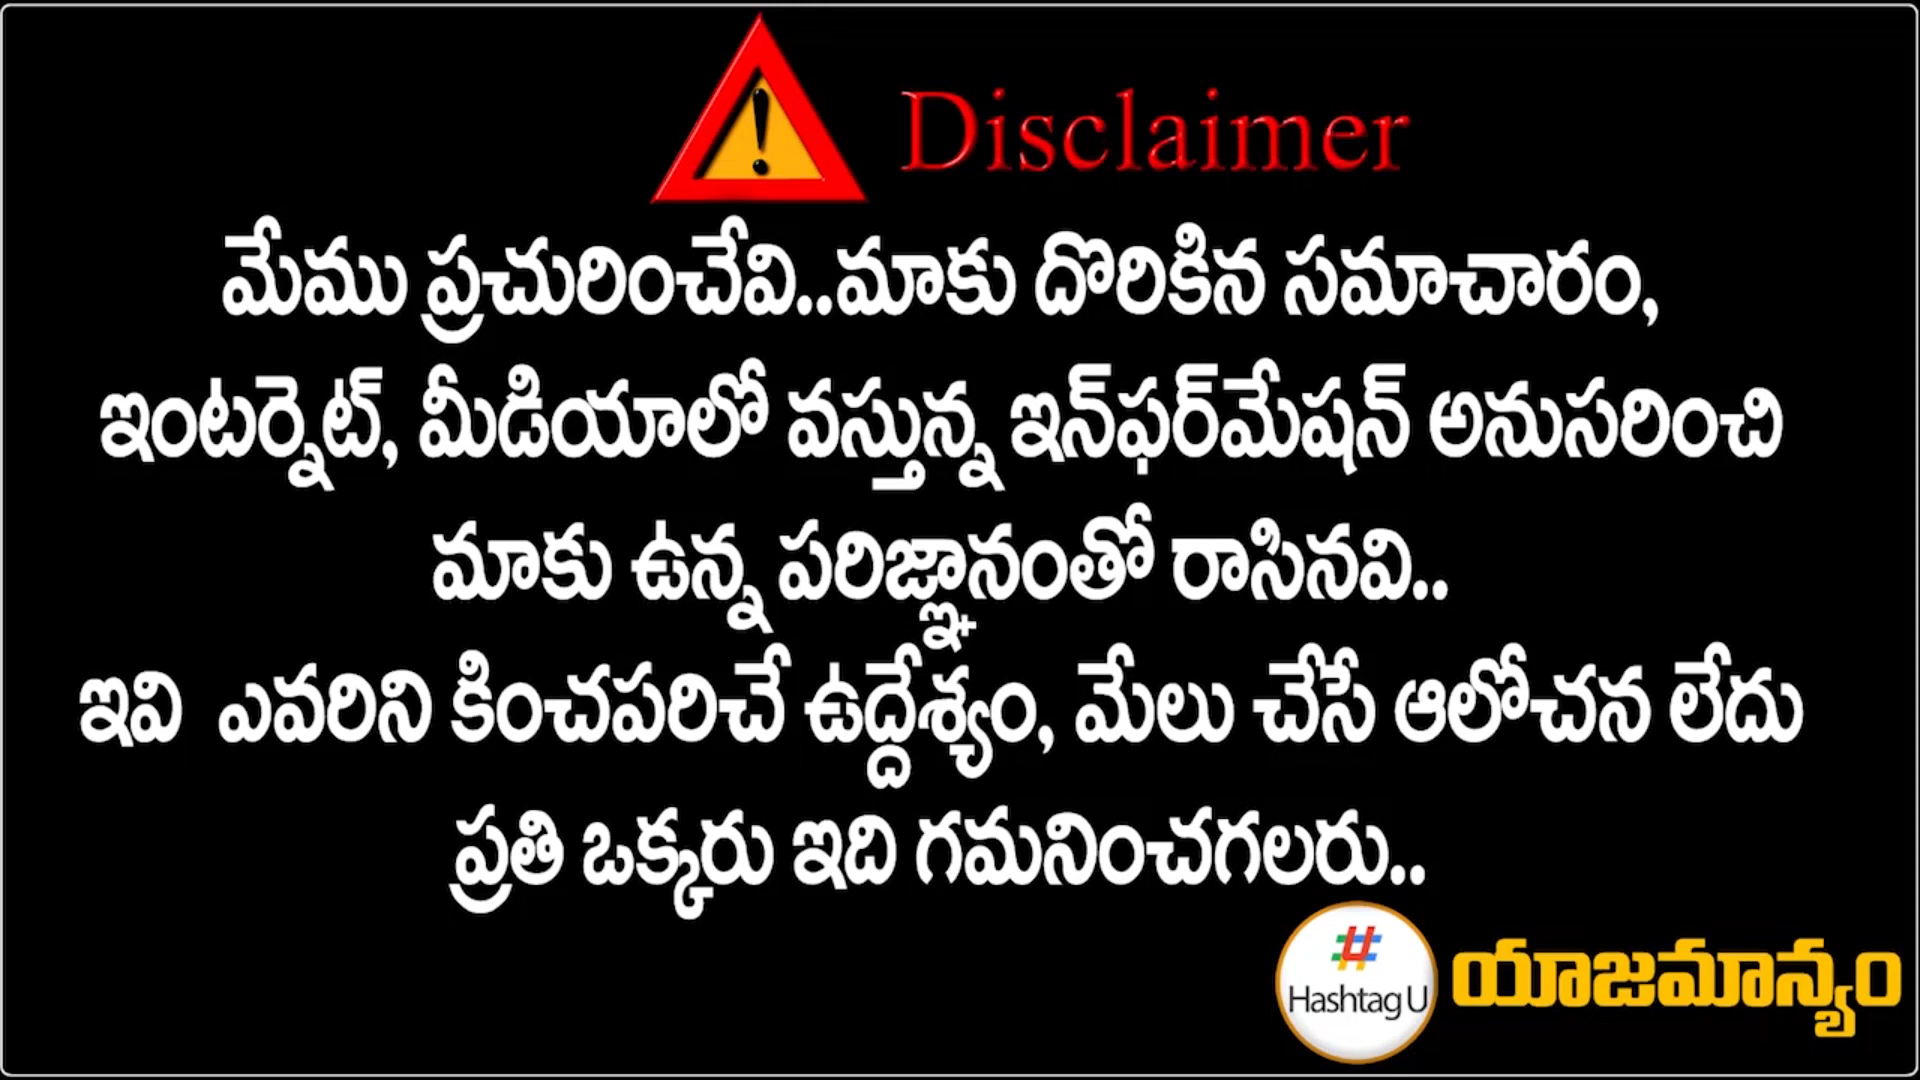 Disclaimer
మేము ప్రచురించేవి..మాకు దొరికిన సమాచారం,
ఇంటర్నెట్, మీడియాలో వస్తున్న ఇన్‌ఫర్‌మేషన్ అనుసరించి
మాకు ఉన్న పరిజ్ఞానంతో రాసినవి..
ఇవి ఎవరిని కించపరిచే ఉద్దేశ్యం, మేలు చేసే ఆలోచన లేదు
ప్రతి ఒక్కరు ఇది గమనించగలరు..
#
Hashtag U
యాజమాన్యం